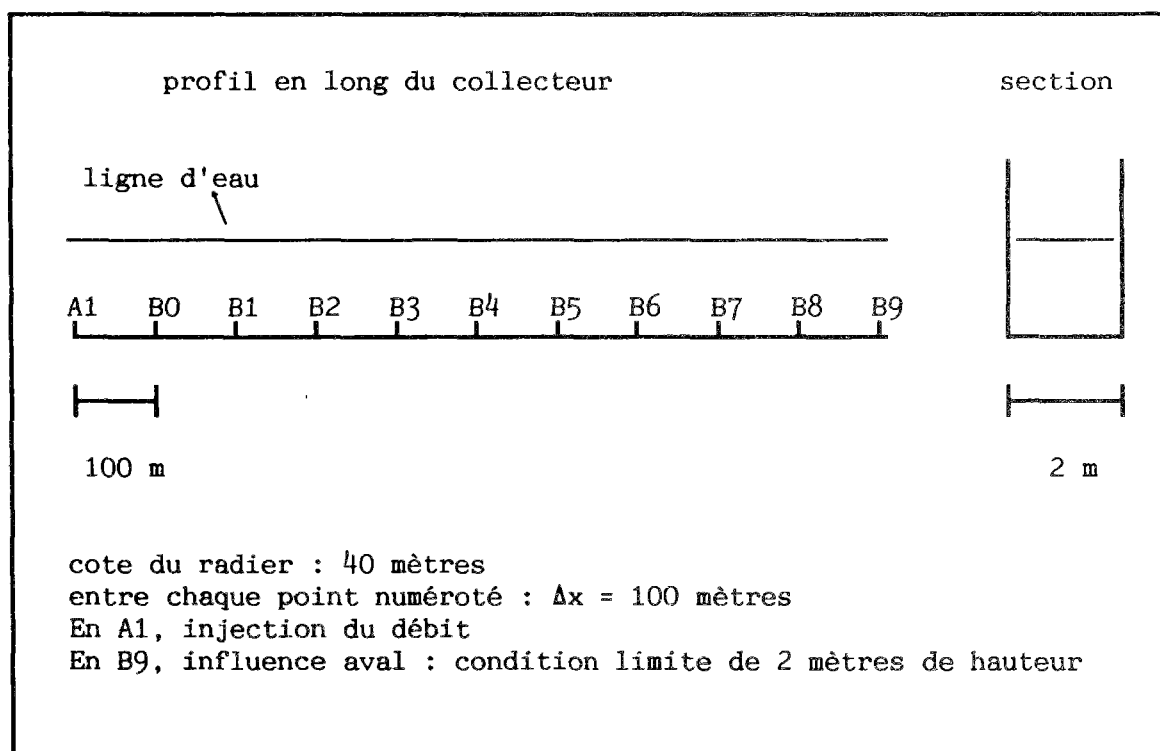 profil en long du collecteur section
ligne d'eau
A1 B0 B1 B2 B3 B4 B5 B6 B7 B8 B9
100 m 2 m
cote du radier : 40 mètres
entre chaque point numéroté : Δx = 100 mètres
En A1, injection du débit
En B9, influence aval : condition limite de 2 mètres de hauteur